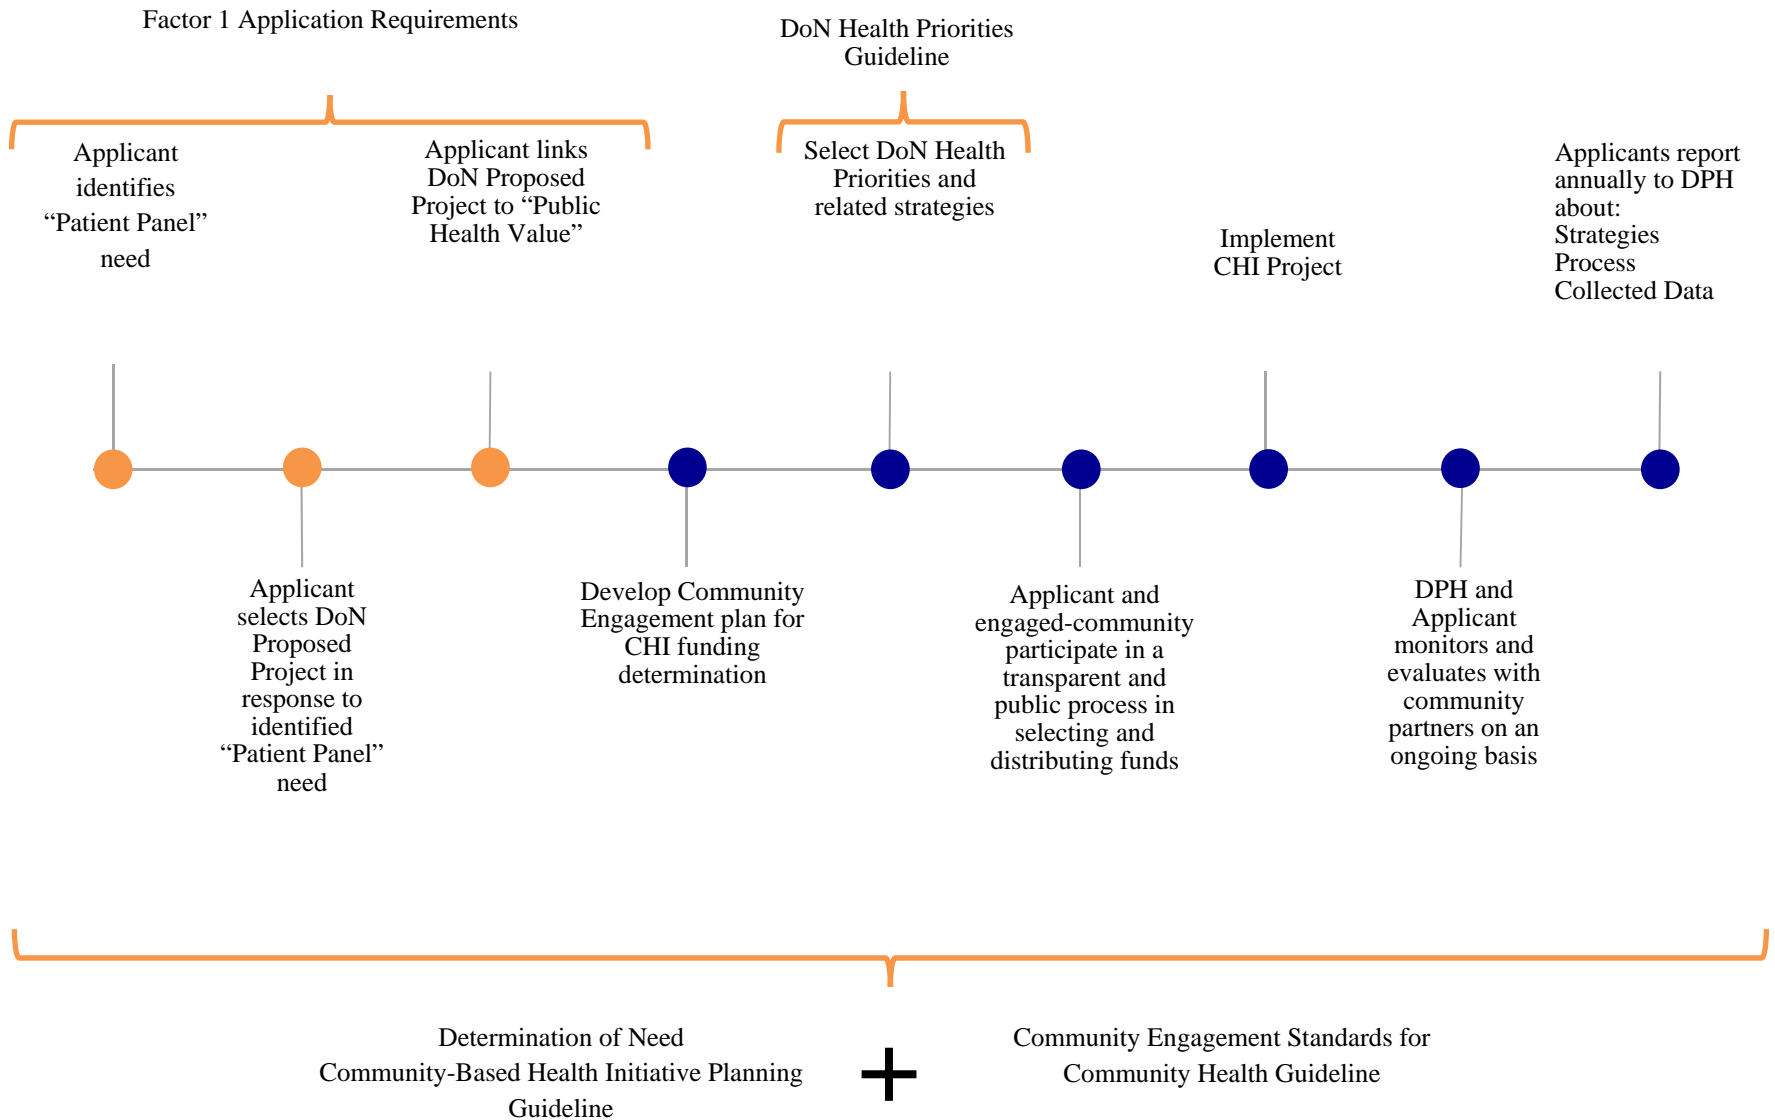 Factor 1 Application Requirements
DoN Health Priorities
Guideline
Applicant
identifies
“Patient Panel”
need
Applicant links
DoN Proposed
Project to “Public
Health Value”
Select DoN Health
Priorities and
related strategies
Implement
CHI Project
Applicants report
annually to DPH
about:
Strategies
Process
Collected Data
Applicant
selects DoN
Proposed
Project in
response to
identified
“Patient Panel”
need
Develop Community
Engagement plan for
CHI funding
determination
Applicant and
engaged-community
participate in a
transparent and
public process in
selecting and
distributing funds
DPH and
Applicant
monitors and
evaluates with
community
partners on an
ongoing basis
Determination of Need
Community-Based Health Initiative Planning
Guideline
+
Community Engagement Standards for
Community Health Guideline